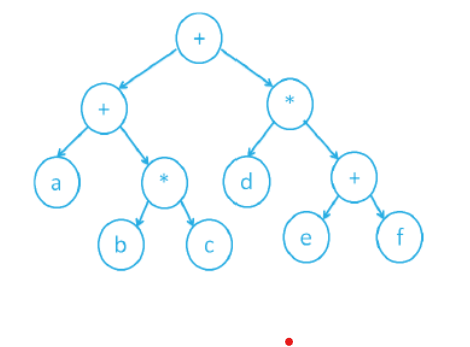 +
+ *
a * d +
b c e f